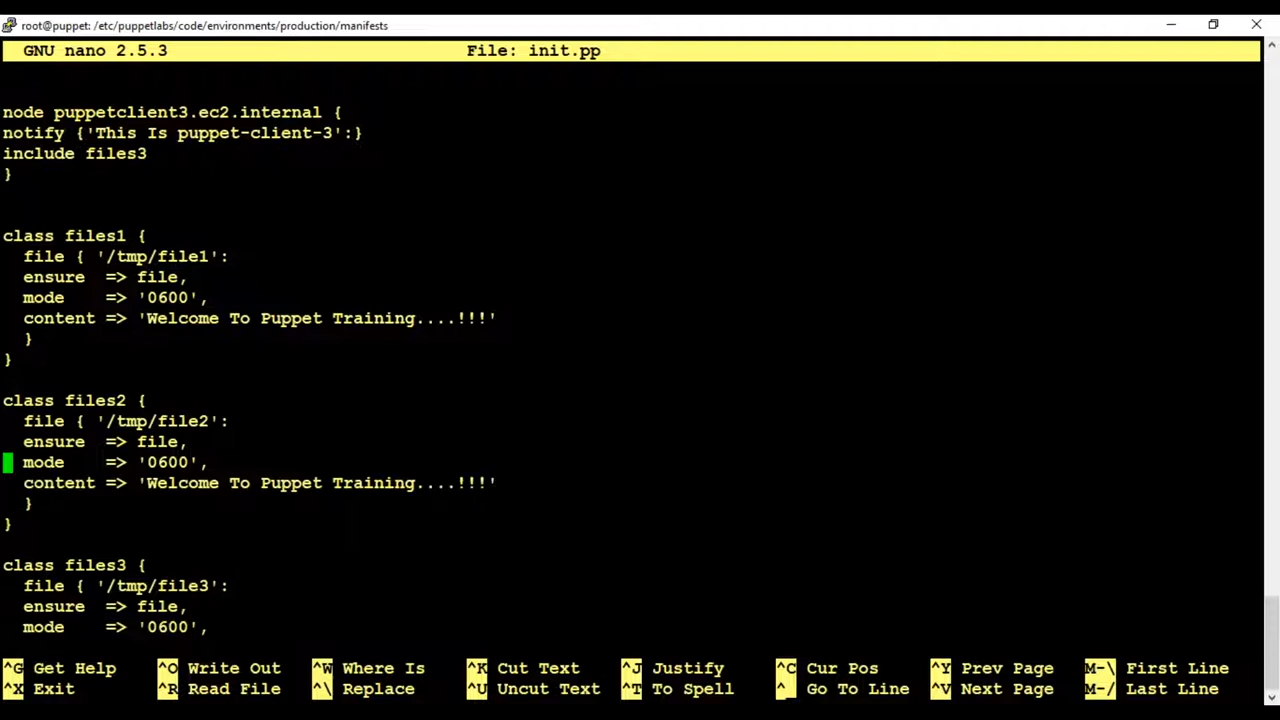 root@puppet: /etc/puppetlabs/code/environments/production/manifests
GNU nano 2.5.3 File: init.pp
node puppetclient3.ec2.internal {
notify {'This Is puppet-client-3':}
include files3
}
class files1 {
file { '/tmp/file1':
ensure => file,
mode => '0600',
content => 'Welcome To Puppet Training....!!!'
}
}
class files2 {
file { '/tmp/file2':
ensure => file,
mode => '0600',
content => 'Welcome To Puppet Training....!!!'
}
}
class files3 {
file { '/tmp/file3':
ensure => file,
mode => '0600',
^G Get Help ^O Write Out ^W Where Is ^K Cut Text ^J Justify ^C Cur Pos ^Y Prev Page M-\ First Line
^X Exit ^R Read File ^\ Replace ^U Uncut Text ^T To Spell ^ Go To Line ^V Next Page M-/ Last Line